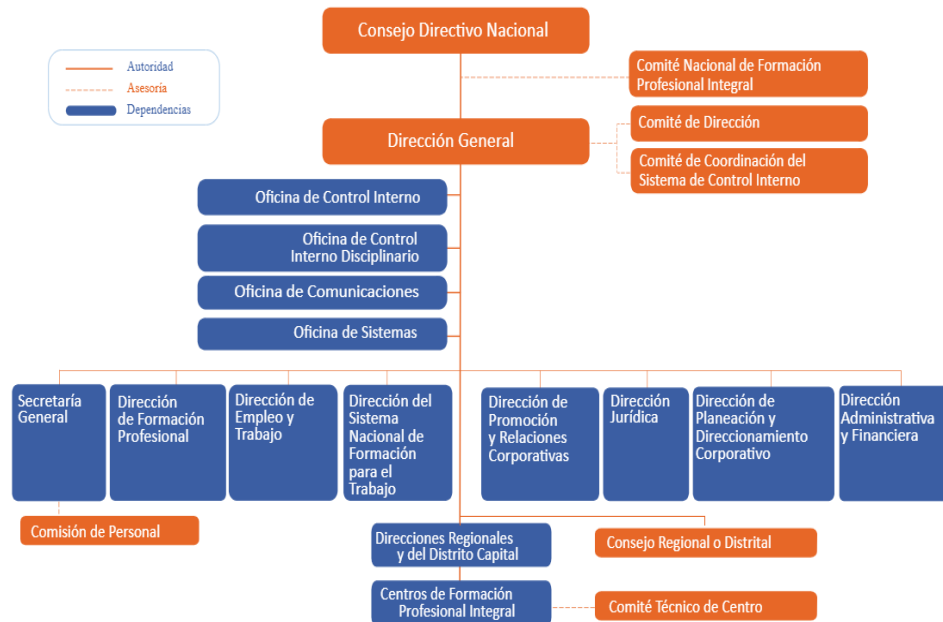 Consejo Directivo Nacional
Autoridad
Asesoría
Dependencias
Comité Nacional de Formación
Profesional Integral
Dirección General
Comité de Dirección
Comité de Coordinación del
Sistema de Control Interno
Oficina de Control Interno
Oficina de Control
Interno Disciplinario
Oficina de Comunicaciones
Oficina de Sistemas
Secretaría
General
Dirección
de Formación
Profesional
Dirección de
Empleo y
Trabajo
Dirección del
Sistema
Nacional de
Formación
para el
Trabajo
Dirección de
Promoción
y Relaciones
Corporativas
Dirección
Jurídica
Dirección
de Planeación y
Direccionamiento
Corporativo
Dirección
Administrativa
y Financiera
Comisión de Personal
Direcciones Regionales
y del Distrito Capital
Consejo Regional o Distrital
Centros de Formación
Profesional Integral
Comité Técnico de Centro